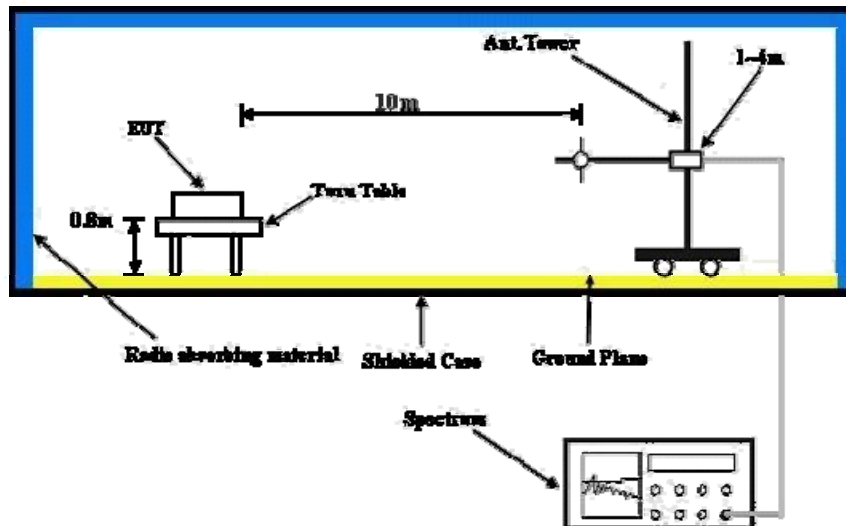 Ant. Tower
1~4m
10m
EUT
Turn Table
0.8m
Radio absorbing material
Shielded Case
Ground Plane
Spectrum